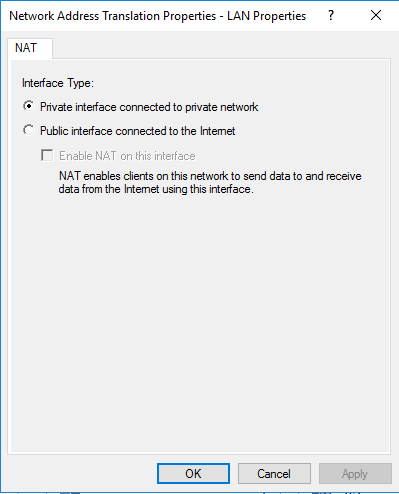 Network Address Translation Properties - LAN Properties ?
NAT
Interface Type:
Private interface connected to private network
Public interface connected to the Internet
Enable NAT on this interface
NAT enables clients on this network to send data to and receive
data from the Internet using this interface.
OK Cancel Apply